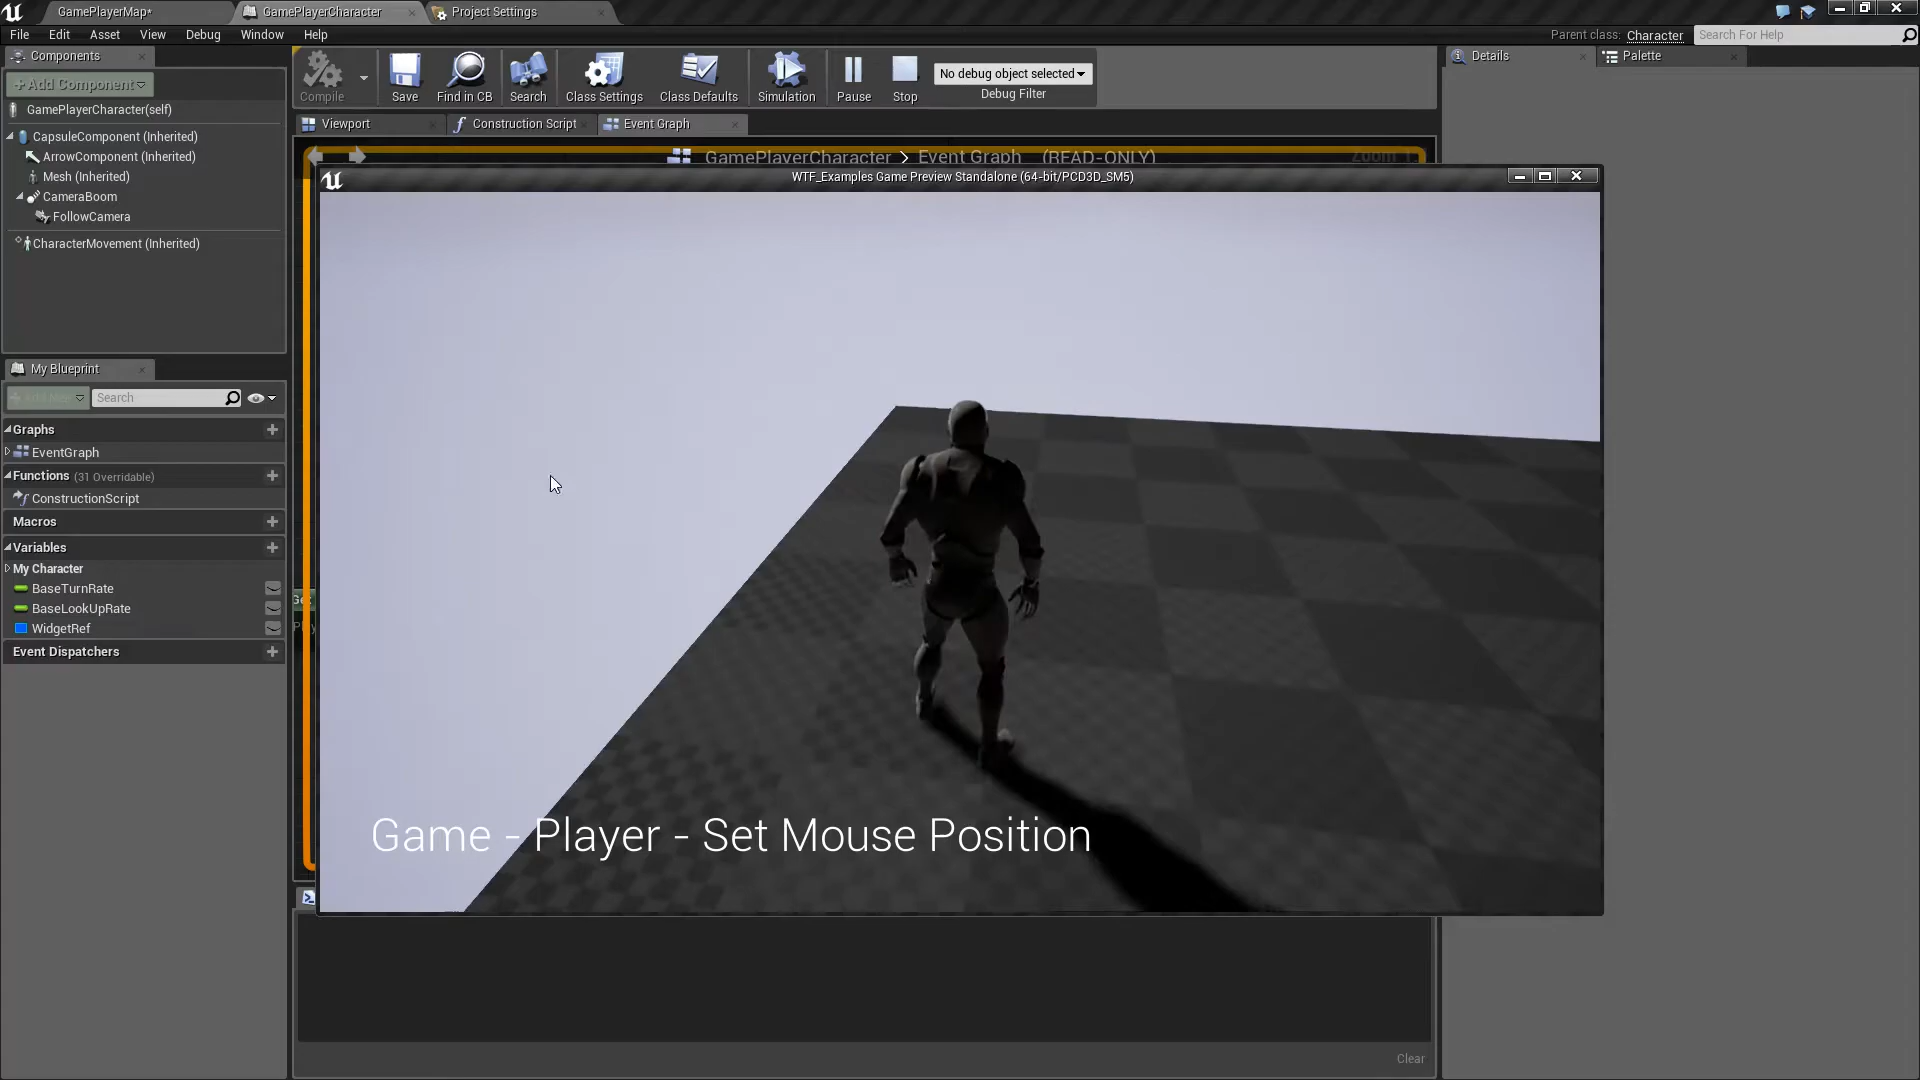 GamePlayerMap*
GamePlayerCharacter
Project Settings
File Edit Asset View Debug Window Help
Parent class: Character
Search For Help
Components
+Add Component
GamePlayerCharacter(self)
CapsuleComponent (Inherited)
ArrowComponent (Inherited)
Mesh (Inherited)
CameraBoom
FollowCamera
CharacterMovement (Inherited)
My Blueprint
Search
Graphs
EventGraph
Functions (31 Overridable)
ConstructionScript
Macros
Variables
My Character
BaseTurnRate
BaseLookUpRate
WidgetRef
Event Dispatchers
Compile
Save
Find in CB
Search
Class Settings
Class Defaults
Simulation
Pause
Stop
No debug object selected
Debug Filter
Viewport
Construction Script
Event Graph
GamePlayerCharacter > Event Graph (READ-ONLY)
WTF_Examples Game Preview Standalone (64-bit/PCD3D_SM5)
Game - Player - Set Mouse Position
Clear
Details
Palette